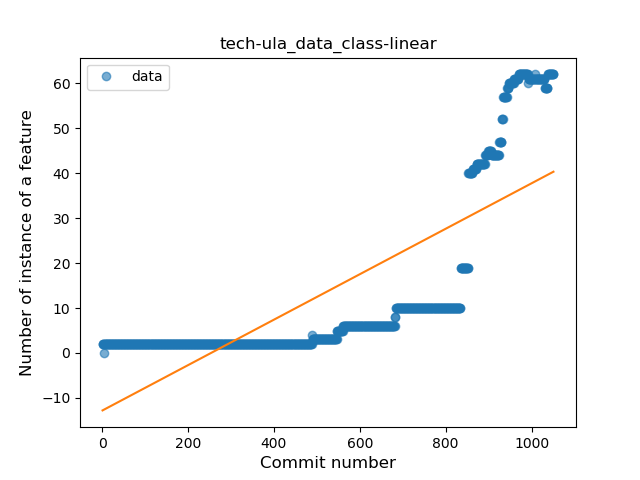 tech-ula_data_class-linear
data
Number of instance of a feature
60
50
40
30
20
10
0
−10
0 200 400 600 800 1000
Commit number